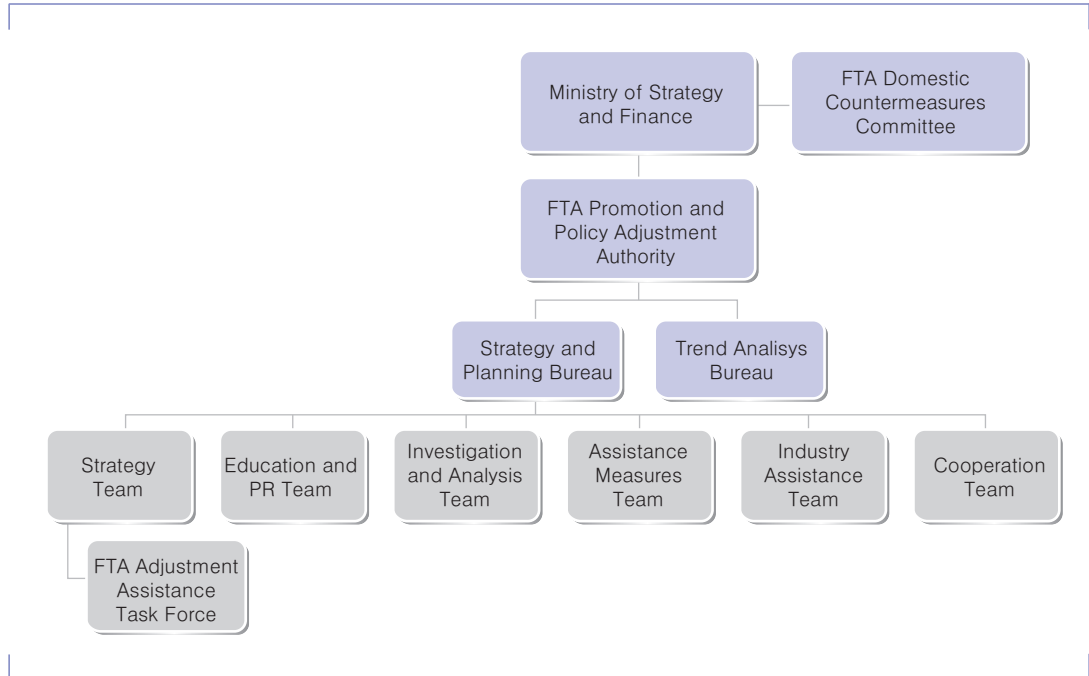 Ministry of Strategy
and Finance
FTA Domestic
Countermeasures
Committee
FTA Promotion and
Policy Adjustment
Authority
Strategy and
Planning Bureau
Trend Analisys
Bureau
Strategy
Team
Education and
PR Team
Investigation
and Analysis
Team
Assistance
Measures
Team
Industry
Assistance
Team
Cooperation
Team
FTA Adjustment
Assistance
Task Force